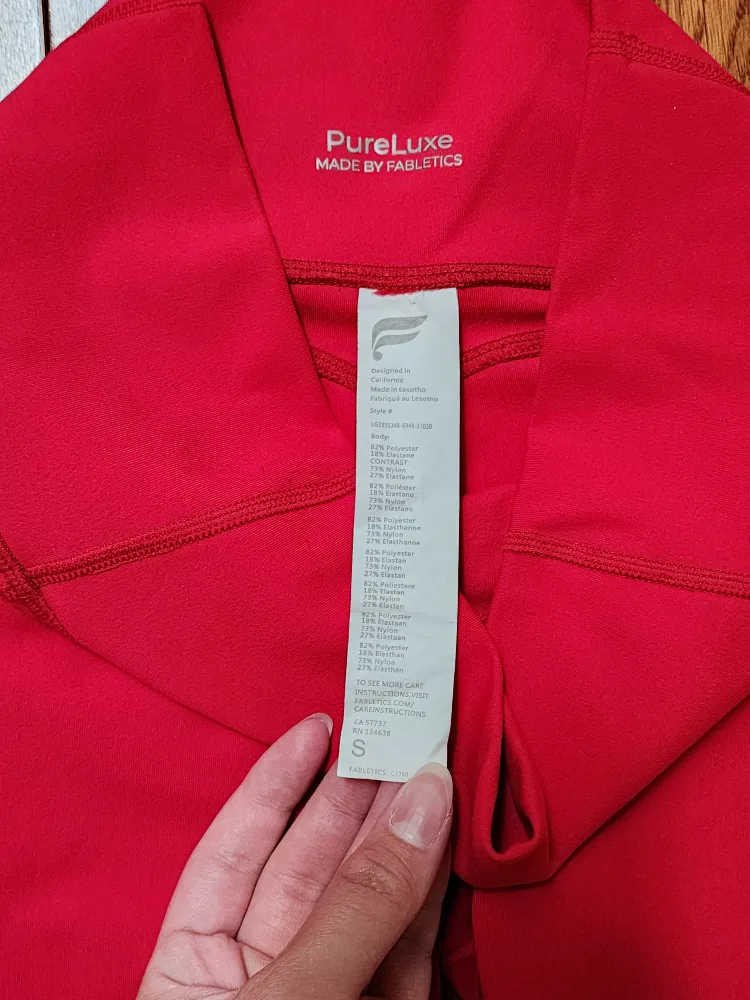 PureLuxe
MADE BY FABLETICS
Designed in
California
Made in Lesotho
Fabriqué au Lesotho
Style #
Body:
82% Polyester
18% Elastane
CONTRAST:
73% Nylon
27% Elastane
82% Poliéster
18% Elastano
73% Nylon
27% Elastano
82% Polyester
18% Elasthanne
73% Nylon
27% Elasthanne
82% Polyester
18% Elastan
73% Nylon
27% Elastan
82% Poliestere
18% Elastan
73% Nylon
27% Elastan
82% Polyester
18% Elastaan
73% Nylon
27% Elastaan
82% Polyester
18% Elasthan
73% Nylon
27% Elasthan
TO SEE MORE CARE
INSTRUCTIONS,VISIT
FABLETICS.COM/
CAREINSTRUCTIONS
CA 57737
RN 134638
S
FABLETICS.COM